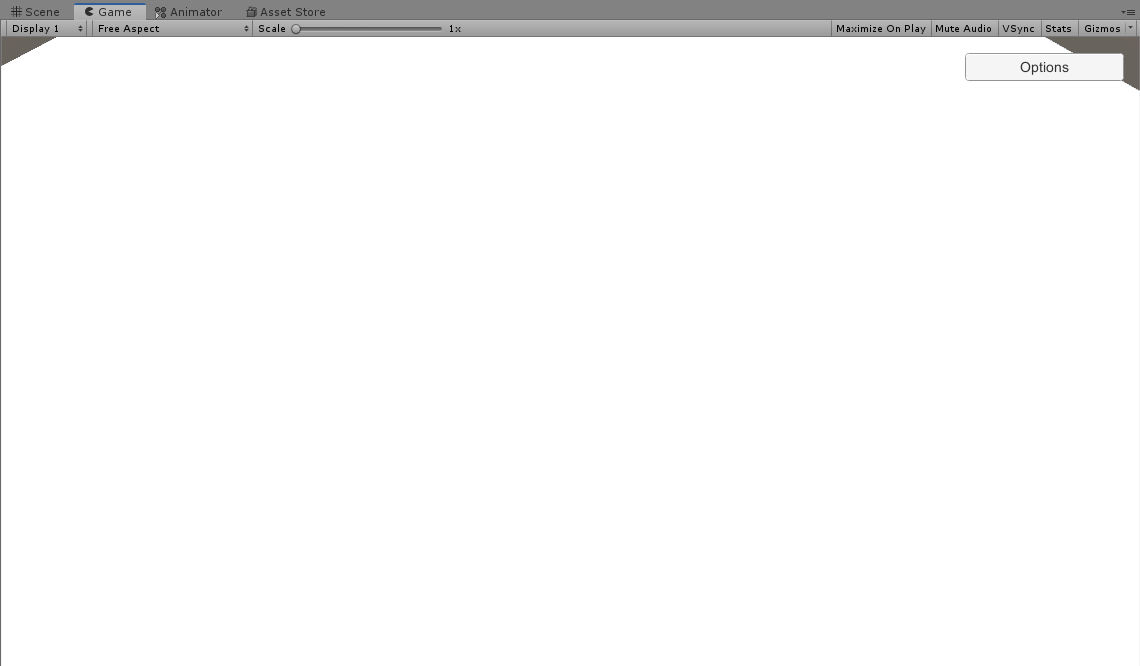 Scene Game Animator Asset Store
Display 1 Free Aspect Scale 1x Maximize On Play Mute Audio VSync Stats Gizmos
Options